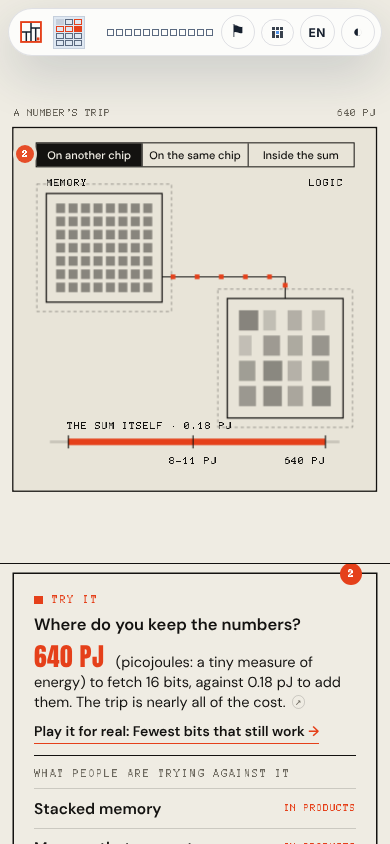 EN
A NUMBER'S TRIP
640 PJ
2
On another chip
On the same chip
Inside the sum
MEMORY
LOGIC
THE SUM ITSELF · 0.18 PJ
8–11 PJ
640 PJ
2
TRY IT
Where do you keep the numbers?
640 PJ (picojoules: a tiny measure of
energy) to fetch 16 bits, against 0.18 pJ to add
them. The trip is nearly all of the cost.
Play it for real: Fewest bits that still work →
WHAT PEOPLE ARE TRYING AGAINST IT
Stacked memory
IN PRODUCTS